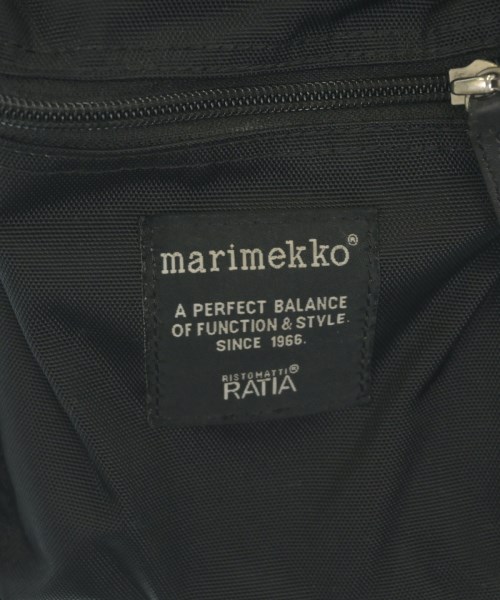 marimekko®
A PERFECT BALANCE
OF FUNCTION & STYLE.
SINCE 1966.
RISTOMATTI®
RATIA